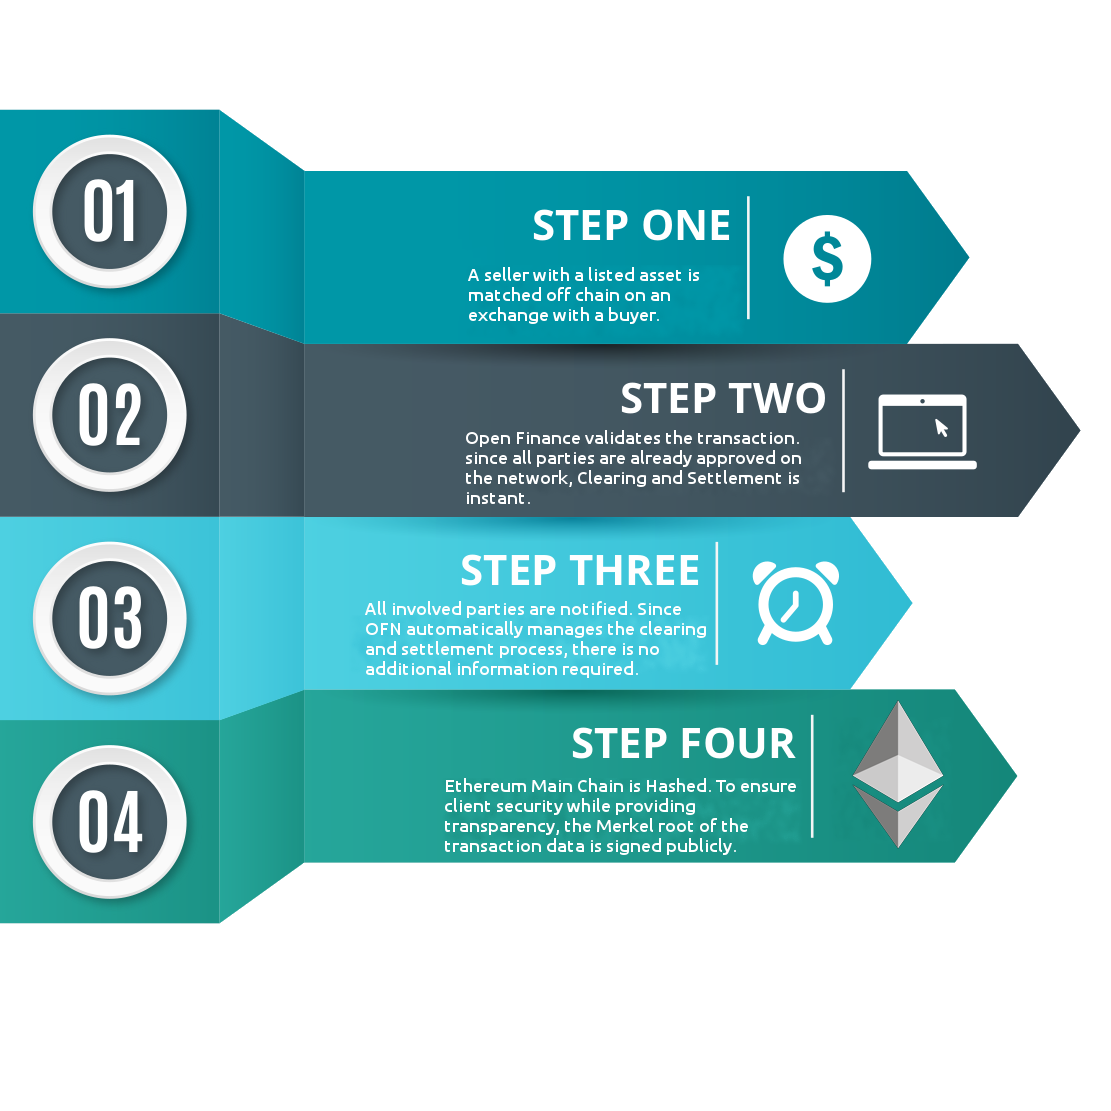 01
STEP ONE
$
A seller with a listed asset is
matched off chain on an
exchange with a buyer.
02
STEP TWO
Open Finance validates the transaction.
since all parties are already approved on
the network, Clearing and Settlement is
instant.
03
STEP THREE
All involved parties are notified. Since
OFN automatically manages the clearing
and settlement process, there is no
additional information required.
04
STEP FOUR
Ethereum Main Chain is Hashed. To ensure
client security while providing
transparency, the Merkel root of the
transaction data is signed publicly.